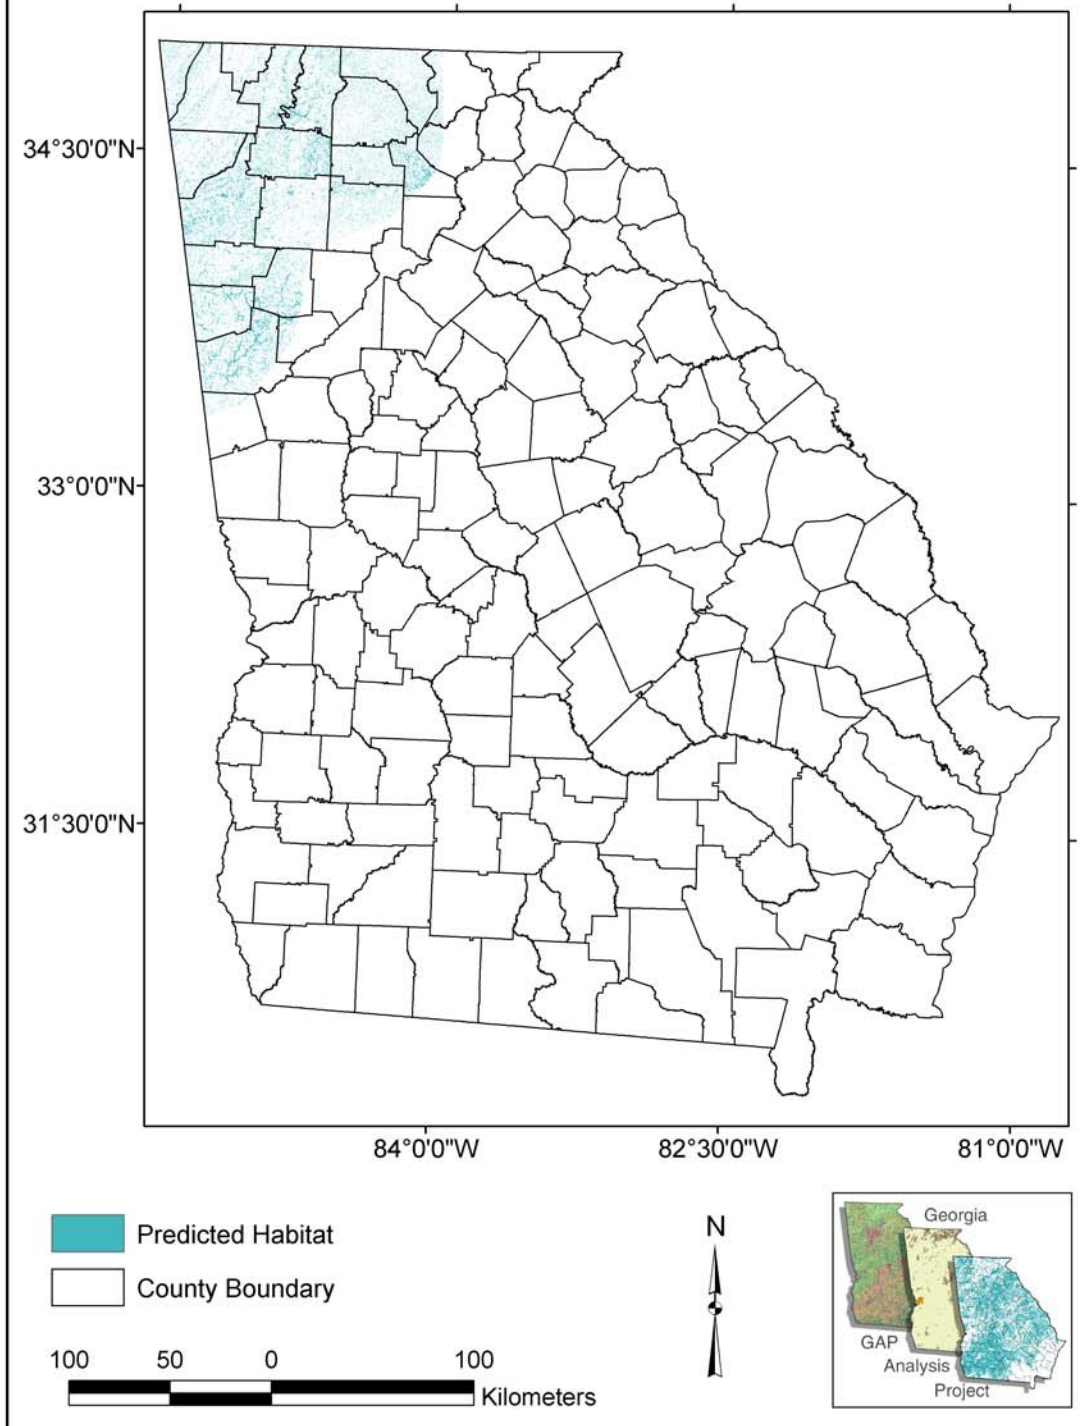 34°30'0"N
33°0'0"N
31°30'0"N
84°0'0"W 82°30'0"W 81°0'0"W
Predicted Habitat
County Boundary
100 50 0 100
Kilometers
N
Georgia
GAP
Analysis
Project